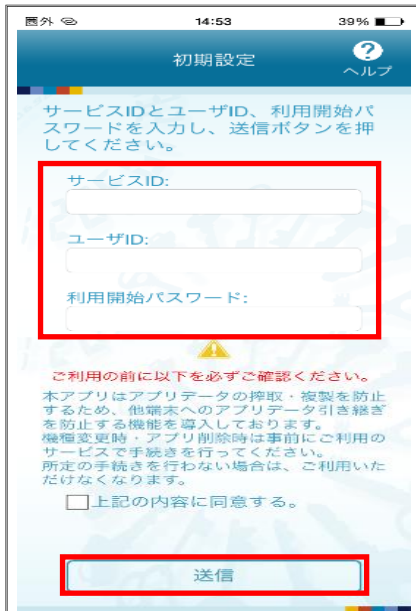 圏外 14:53 39%
初期設定
?
ヘルプ
サービスIDとユーザID、利用開始パ
スワードを入力し、送信ボタンを押
してください。
サービスID:
ユーザID:
利用開始パスワード:
ご利用の前に以下を必ずご確認ください。
本アプリはアプリデータの搾取・複製を防止
するため、他端末へのアプリデータ引き継ぎ
を防止する機能を導入しております。
機種変更時・アプリ削除時は事前にご利用の
サービスで手続きを行ってください。
所定の手続きを行わない場合は、ご利用いた
だけなくなります。
上記の内容に同意する。
送信